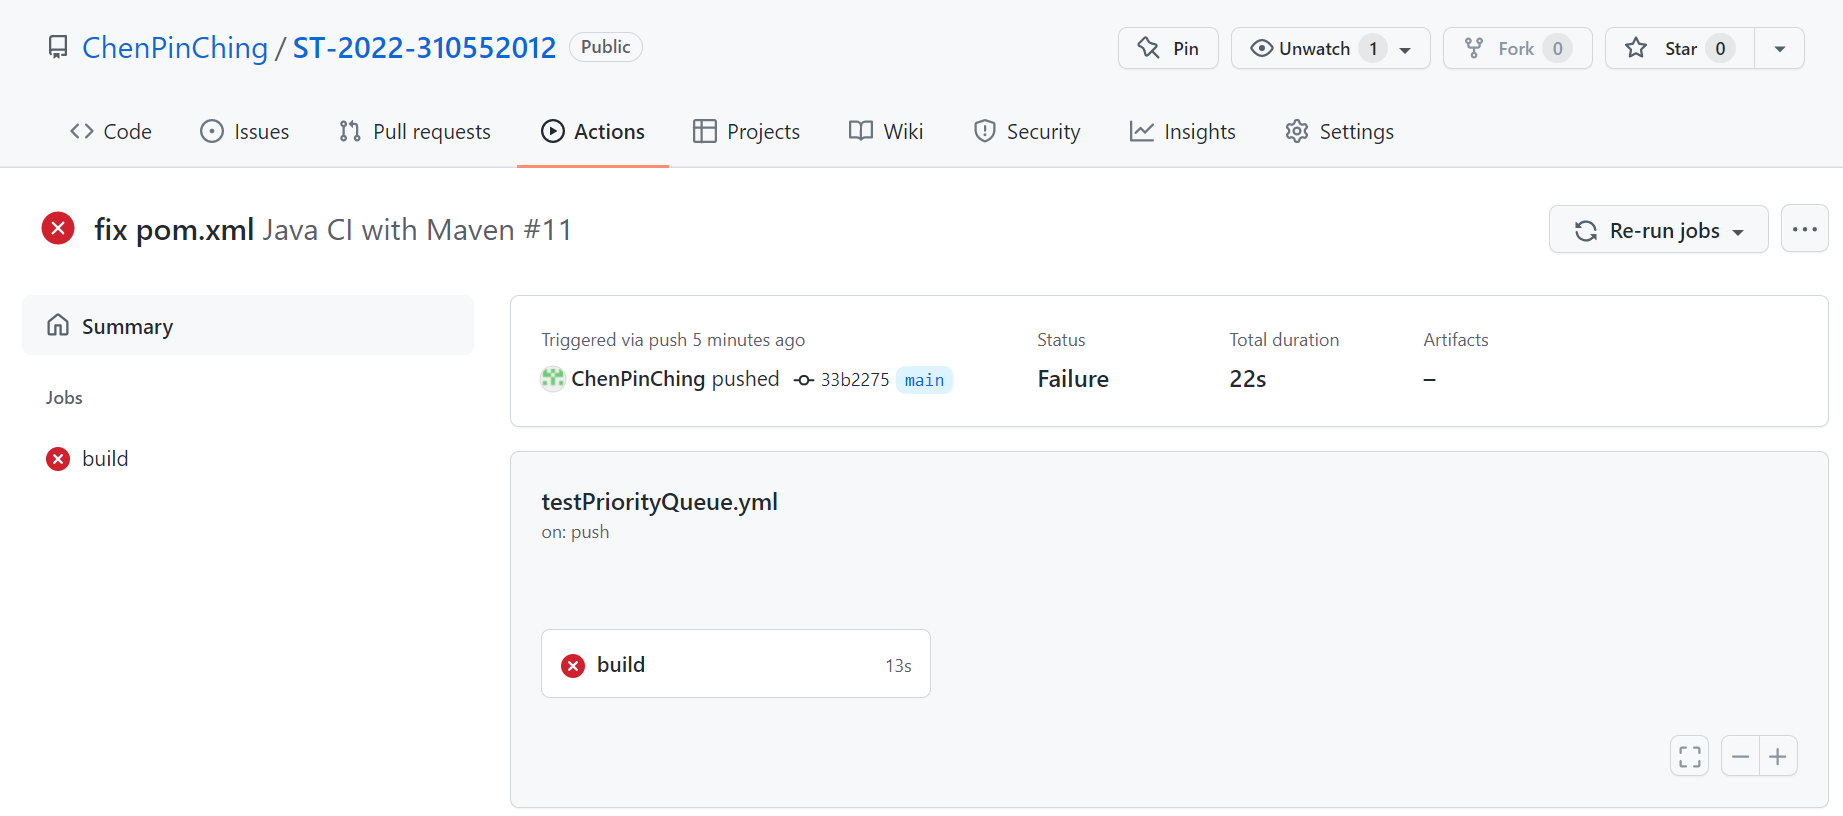 ChenPinChing / ST-2022-310552012 Public
Pin
Unwatch 1
Fork 0
Star 0
Code
Issues
Pull requests
Actions
Projects
Wiki
Security
Insights
Settings
fix pom.xml Java CI with Maven #11
Re-run jobs
Summary
Jobs
build
Triggered via push 5 minutes ago
ChenPinChing pushed 33b2275 main
Status
Failure
Total duration
22s
Artifacts
–
testPriorityQueue.yml
on: push
build 13s